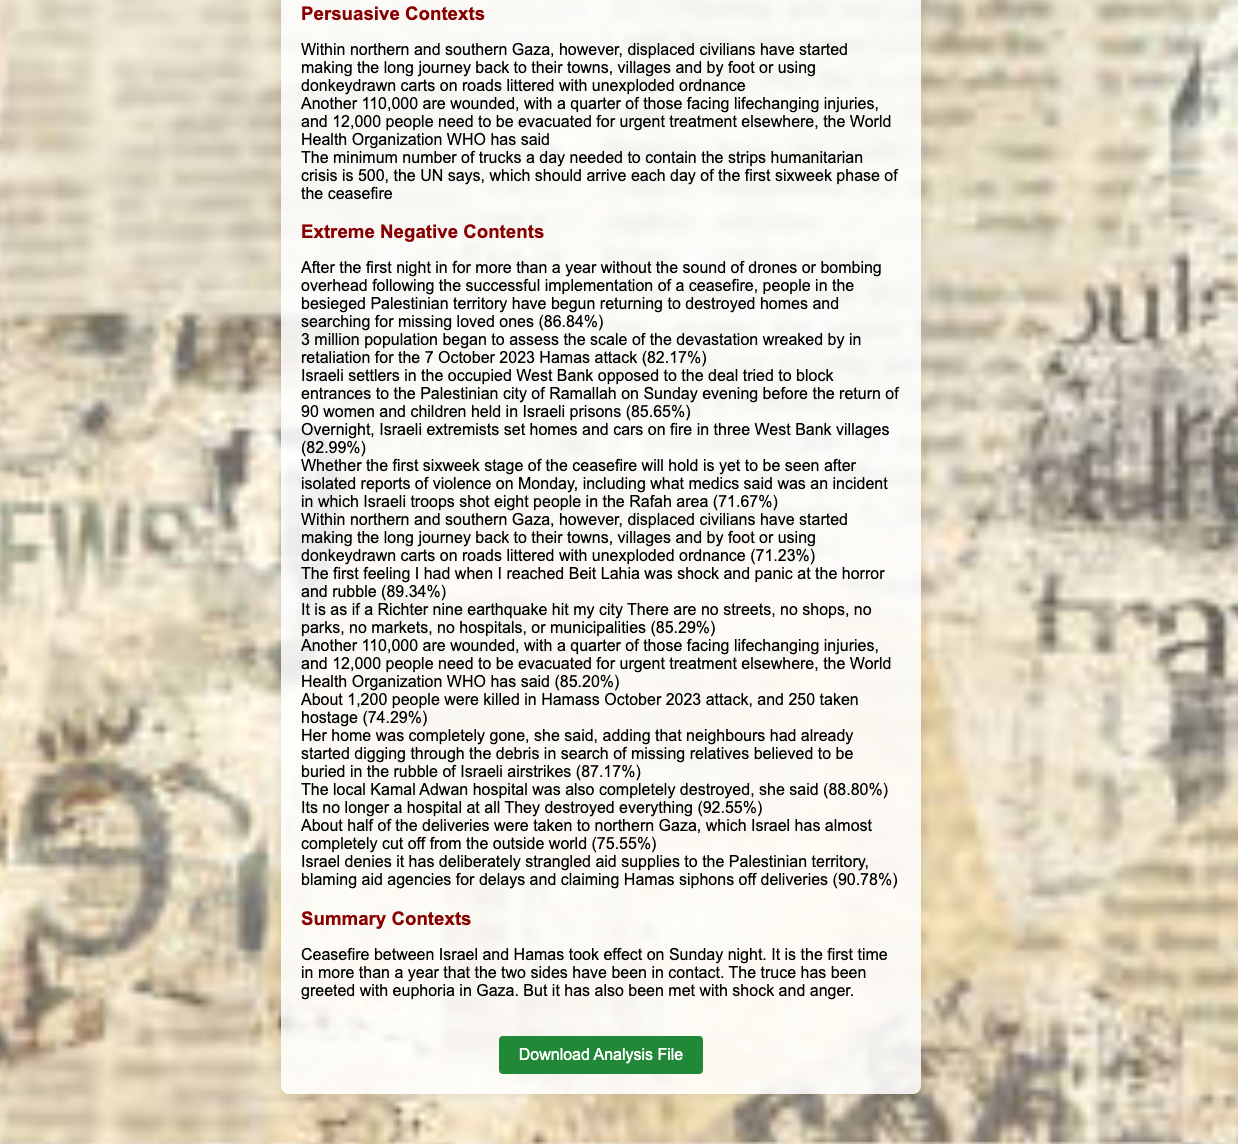 Persuasive Contexts
Within northern and southern Gaza, however, displaced civilians have started
making the long journey back to their towns, villages and by foot or using
donkeydrawn carts on roads littered with unexploded ordnance
Another 110,000 are wounded, with a quarter of those facing lifechanging injuries,
and 12,000 people need to be evacuated for urgent treatment elsewhere, the World
Health Organization WHO has said
The minimum number of trucks a day needed to contain the strips humanitarian
crisis is 500, the UN says, which should arrive each day of the first sixweek phase of
the ceasefire
Extreme Negative Contents
After the first night in for more than a year without the sound of drones or bombing
overhead following the successful implementation of a ceasefire, people in the
besieged Palestinian territory have begun returning to destroyed homes and
searching for missing loved ones (86.84%)
3 million population began to assess the scale of the devastation wreaked by in
retaliation for the 7 October 2023 Hamas attack (82.17%)
Israeli settlers in the occupied West Bank opposed to the deal tried to block
entrances to the Palestinian city of Ramallah on Sunday evening before the return of
90 women and children held in Israeli prisons (85.65%)
Overnight, Israeli extremists set homes and cars on fire in three West Bank villages
(82.99%)
Whether the first sixweek stage of the ceasefire will hold is yet to be seen after
isolated reports of violence on Monday, including what medics said was an incident
in which Israeli troops shot eight people in the Rafah area (71.67%)
Within northern and southern Gaza, however, displaced civilians have started
making the long journey back to their towns, villages and by foot or using
donkeydrawn carts on roads littered with unexploded ordnance (71.23%)
The first feeling I had when I reached Beit Lahia was shock and panic at the horror
and rubble (89.34%)
It is as if a Richter nine earthquake hit my city There are no streets, no shops, no
parks, no markets, no hospitals, or municipalities (85.29%)
Another 110,000 are wounded, with a quarter of those facing lifechanging injuries,
and 12,000 people need to be evacuated for urgent treatment elsewhere, the World
Health Organization WHO has said (85.20%)
About 1,200 people were killed in Hamass October 2023 attack, and 250 taken
hostage (74.29%)
Her home was completely gone, she said, adding that neighbours had already
started digging through the debris in search of missing relatives believed to be
buried in the rubble of Israeli airstrikes (87.17%)
The local Kamal Adwan hospital was also completely destroyed, she said (88.80%)
Its no longer a hospital at all They destroyed everything (92.55%)
About half of the deliveries were taken to northern Gaza, which Israel has almost
completely cut off from the outside world (75.55%)
Israel denies it has deliberately strangled aid supplies to the Palestinian territory,
blaming aid agencies for delays and claiming Hamas siphons off deliveries (90.78%)
Summary Contexts
Ceasefire between Israel and Hamas took effect on Sunday night. It is the first time
in more than a year that the two sides have been in contact. The truce has been
greeted with euphoria in Gaza. But it has also been met with shock and anger.
Download Analysis File